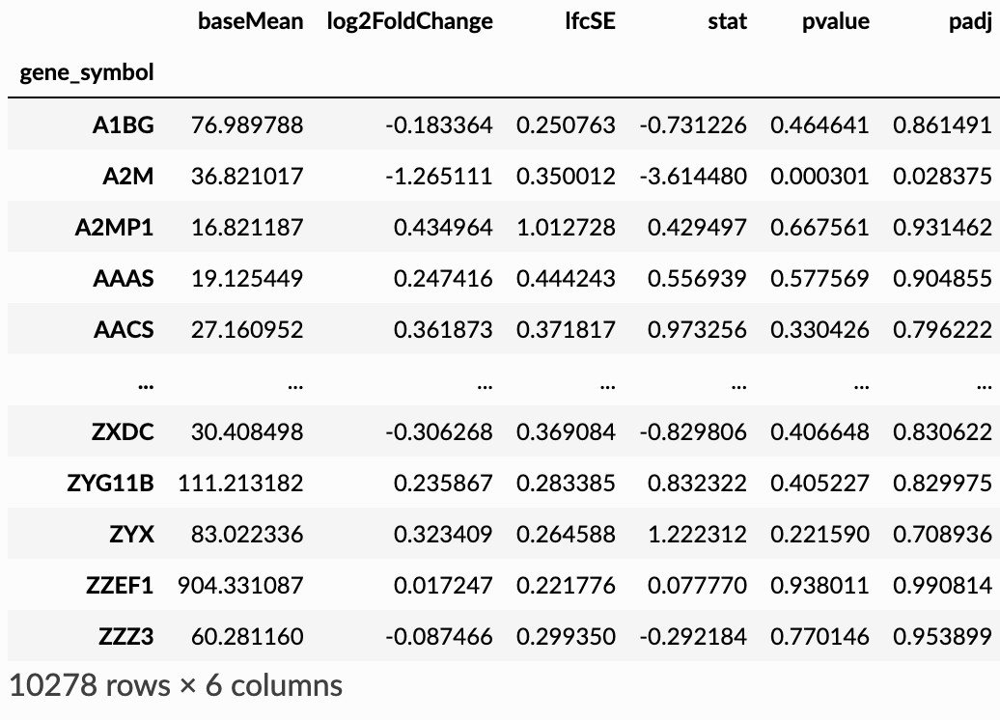 baseMean log2FoldChange lfcSE stat pvalue padj
gene_symbol
A1BG 76.989788 -0.183364 0.250763 -0.731226 0.464641 0.861491
A2M 36.821017 -1.265111 0.350012 -3.614480 0.000301 0.028375
A2MP1 16.821187 0.434964 1.012728 0.429497 0.667561 0.931462
AAAS 19.125449 0.247416 0.444243 0.556939 0.577569 0.904855
AACS 27.160952 0.361873 0.371817 0.973256 0.330426 0.796222
... ... ... ... ... ... ...
ZXDC 30.408498 -0.306268 0.369084 -0.829806 0.406648 0.830622
ZYG11B 111.213182 0.235867 0.283385 0.832322 0.405227 0.829975
ZYX 83.022336 0.323409 0.264588 1.222312 0.221590 0.708936
ZZEF1 904.331087 0.017247 0.221776 0.077770 0.938011 0.990814
ZZZ3 60.281160 -0.087466 0.299350 -0.292184 0.770146 0.953899
10278 rows × 6 columns